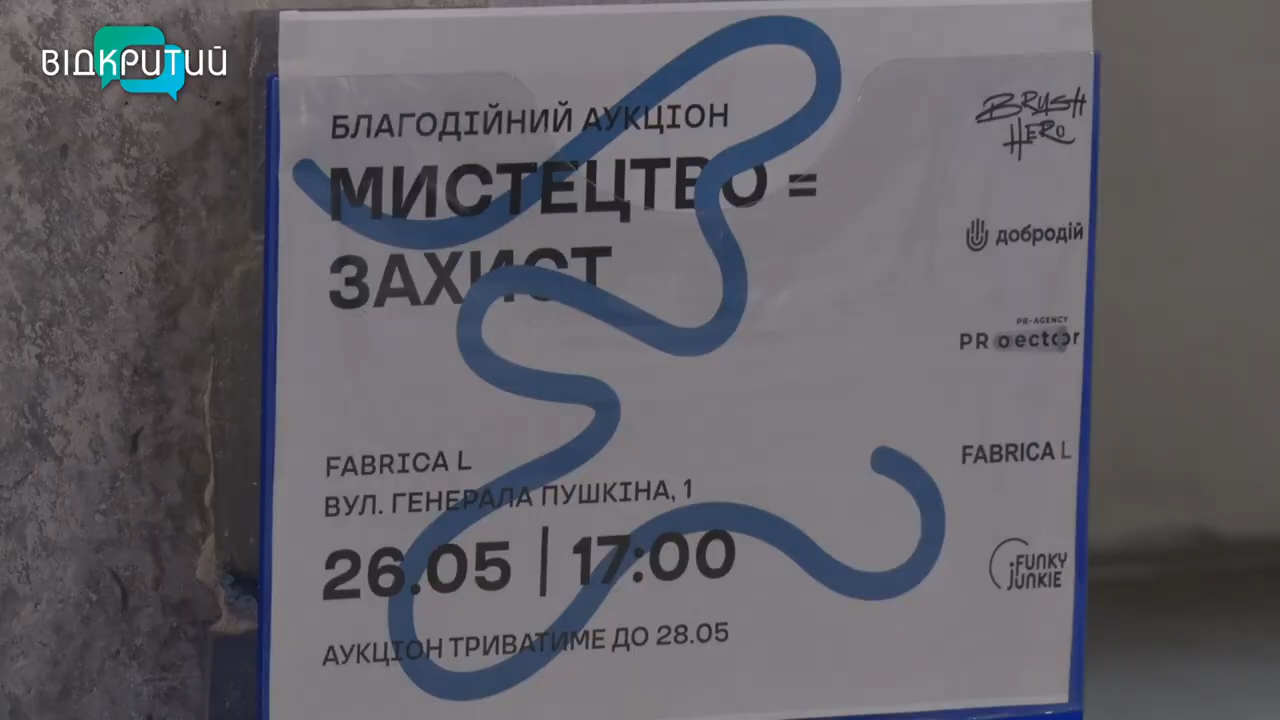 ВІДКРИТИЙ
БЛАГОДІЙНИЙ АУКЦІОН
МИСТЕЦТВО =
ЗАХИСТ
FABRICA L
ВУЛ. ГЕНЕРАЛА ПУШКІНА, 1
26.05 | 17:00
АУКЦІОН ТРИВАТИМЕ ДО 28.05
BRUSH
HERO
добродій
PR-AGENCY
FABRICA L
FUNKY
JUNKIE